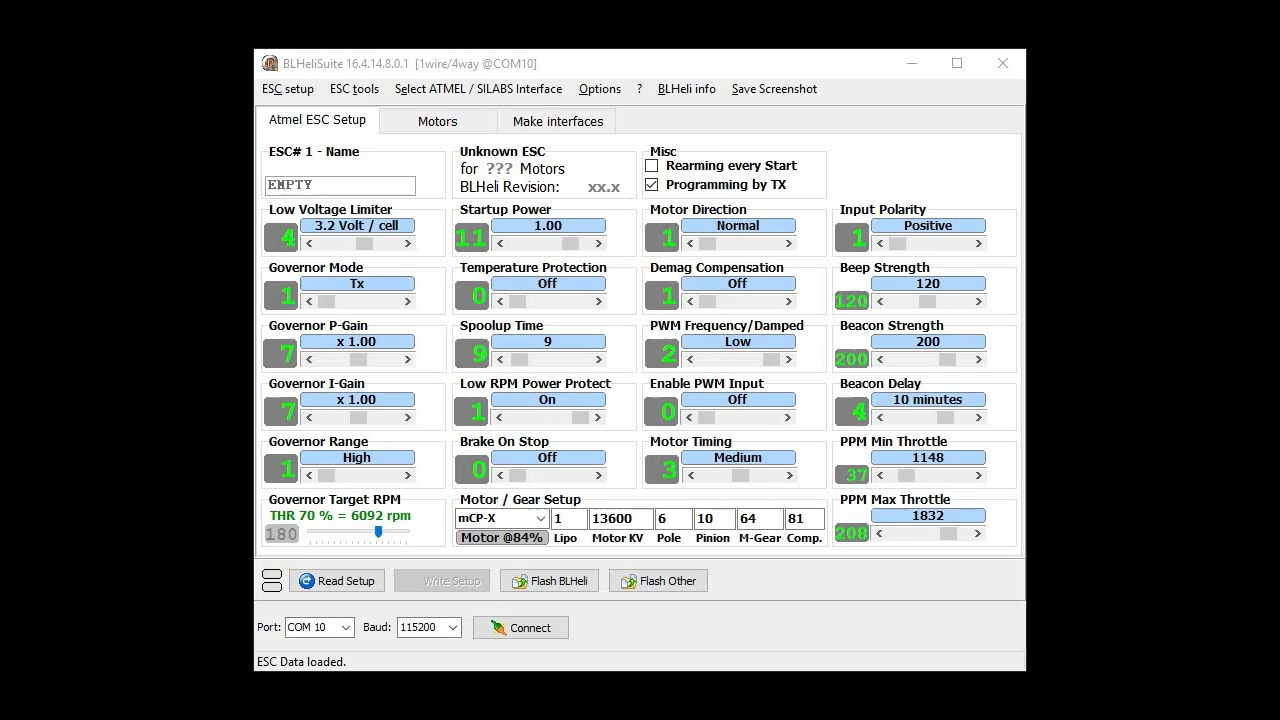 BLHeliSuite 16.4.14.8.0.1 [1wire/4way @COM10]
ESC setup ESC tools Select ATMEL / SILABS Interface Options ? BLHeli info Save Screenshot
Atmel ESC Setup Motors Make interfaces
ESC# 1 - Name Unknown ESC Misc
for ??? Motors Rearming every Start
EMPTY BLHeli Revision: xx.x Programming by TX
Low Voltage Limiter Startup Power Motor Direction Input Polarity
4 3.2 Volt / cell 11 1.00 1 Normal 1 Positive
Governor Mode Temperature Protection Demag Compensation Beep Strength
1 Tx 0 Off 1 Off 120 120
Governor P-Gain Spoolup Time PWM Frequency/Damped Beacon Strength
7 x 1.00 9 9 2 Low 200 200
Governor I-Gain Low RPM Power Protect Enable PWM Input Beacon Delay
7 x 1.00 1 On 0 Off 4 10 minutes
Governor Range Brake On Stop Motor Timing PPM Min Throttle
1 High 0 Off 3 Medium 37 1148
Governor Target RPM Motor / Gear Setup PPM Max Throttle
THR 70 % = 6092 rpm mCP-X 1 13600 6 10 64 81 1832
180 Motor @84% Lipo Motor KV Pole Pinion M-Gear Comp. 208
Read Setup Write Setup Flash BLHeli Flash Other
Port: COM 10 Baud: 115200 Connect
ESC Data loaded.